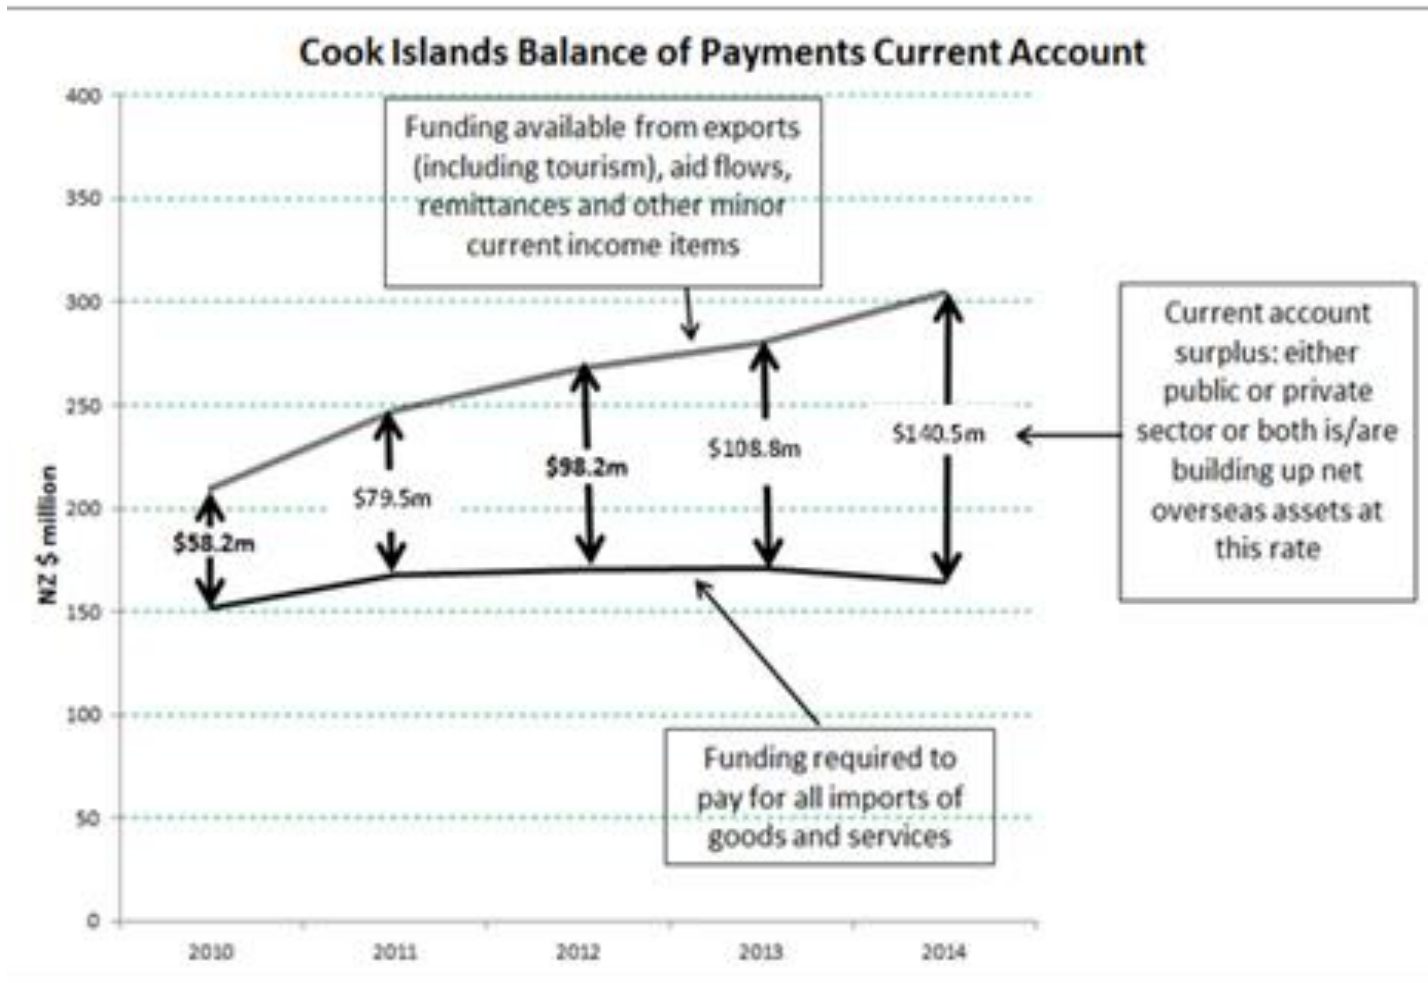 Cook Islands Balance of Payments Current Account
400
350
300
250
200
150
100
50
0
NZ $ million
Funding available from exports
(including tourism), aid flows,
remittances and other minor
current income items
Current account
surplus: either
public or private
sector or both is/are
building up net
overseas assets at
this rate
$58.2m
$79.5m
$98.2m
$108.8m
$140.5m
Funding required to
pay for all imports of
goods and services
2010
2011
2012
2013
2014